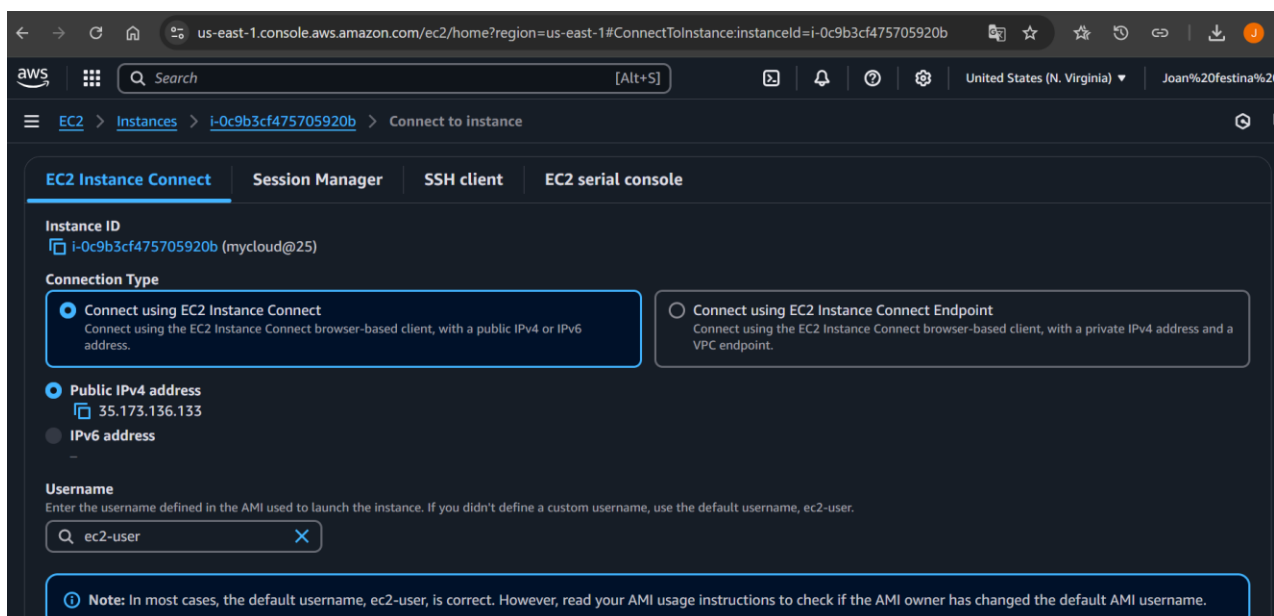 us-east-1.console.aws.amazon.com/ec2/home?region=us-east-1#ConnectToInstance:instanceId=i-0c9b3cf475705920b
J
aws
Search
[Alt+S]
United States (N. Virginia)
Joan%20festina%2
EC2 > Instances > i-0c9b3cf475705920b > Connect to instance
EC2 Instance Connect
Session Manager
SSH client
EC2 serial console
Instance ID
i-0c9b3cf475705920b (mycloud@25)
Connection Type
Connect using EC2 Instance Connect
Connect using the EC2 Instance Connect browser-based client, with a public IPv4 or IPv6
address.
Connect using EC2 Instance Connect Endpoint
Connect using the EC2 Instance Connect browser-based client, with a private IPv4 address and a
VPC endpoint.
Public IPv4 address
35.173.136.133
IPv6 address
–
Username
Enter the username defined in the AMI used to launch the instance. If you didn't define a custom username, use the default username, ec2-user.
ec2-user
Note: In most cases, the default username, ec2-user, is correct. However, read your AMI usage instructions to check if the AMI owner has changed the default AMI username.